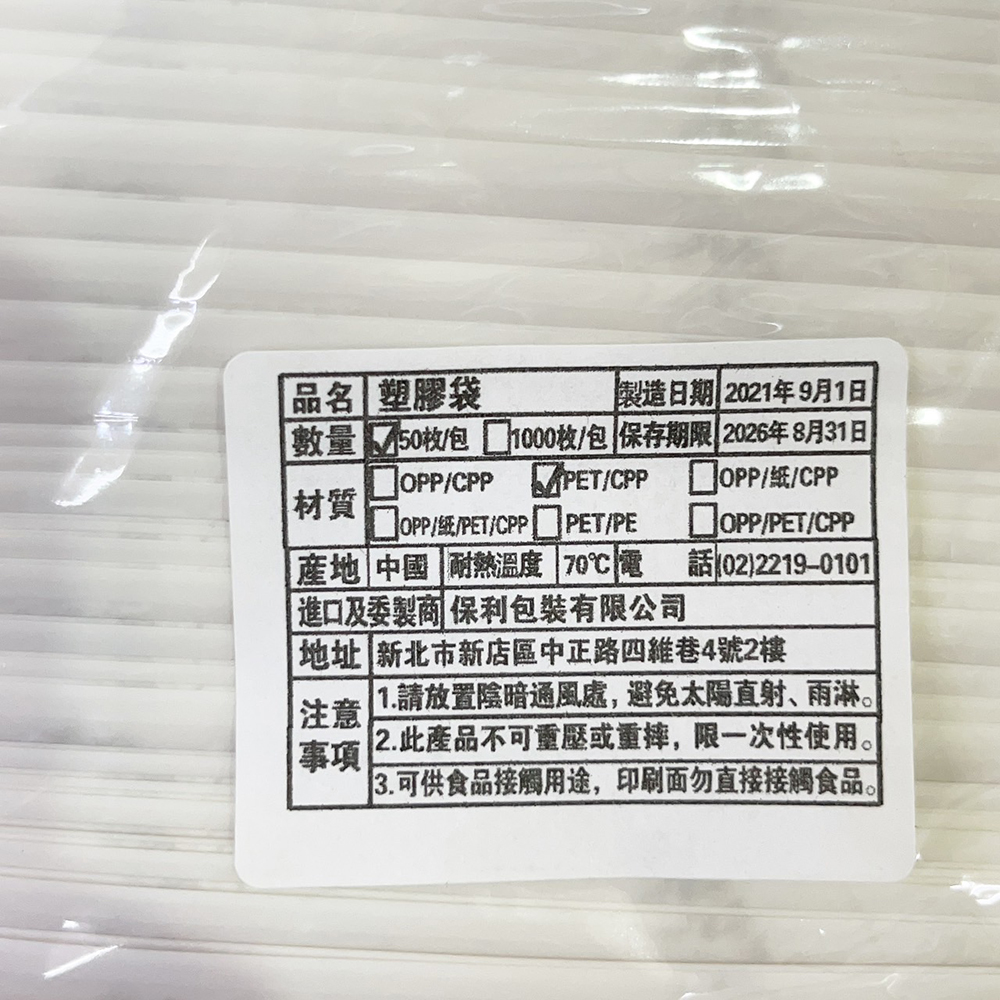 品名 塑膠袋 製造日期 2021年9月1日
數量 ☑50枚/包 ☐1000枚/包 保存期限 2026年8月31日
材質 ☐OPP/CPP ☑PET/CPP ☐OPP/紙/CPP
☐OPP/紙/PET/CPP ☐PET/PE ☐OPP/PET/CPP
產地 中國 耐熱溫度 70℃ 電話 (02)2219-0101
進口及委製商 保利包裝有限公司
地址 新北市新店區中正路四維巷4號2樓
注意事項 1.請放置陰暗通風處，避免太陽直射、雨淋。
2.此產品不可重壓或重摔，限一次性使用。
3.可供食品接觸用途，印刷面勿直接接觸食品。